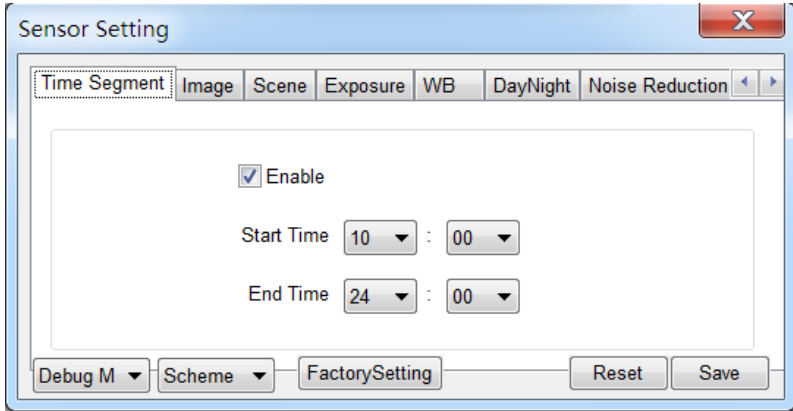 Sensor Setting
Time Segment Image Scene Exposure WB DayNight Noise Reduction
Enable
Start Time 10 : 00
End Time 24 : 00
Debug M Scheme FactorySetting Reset Save